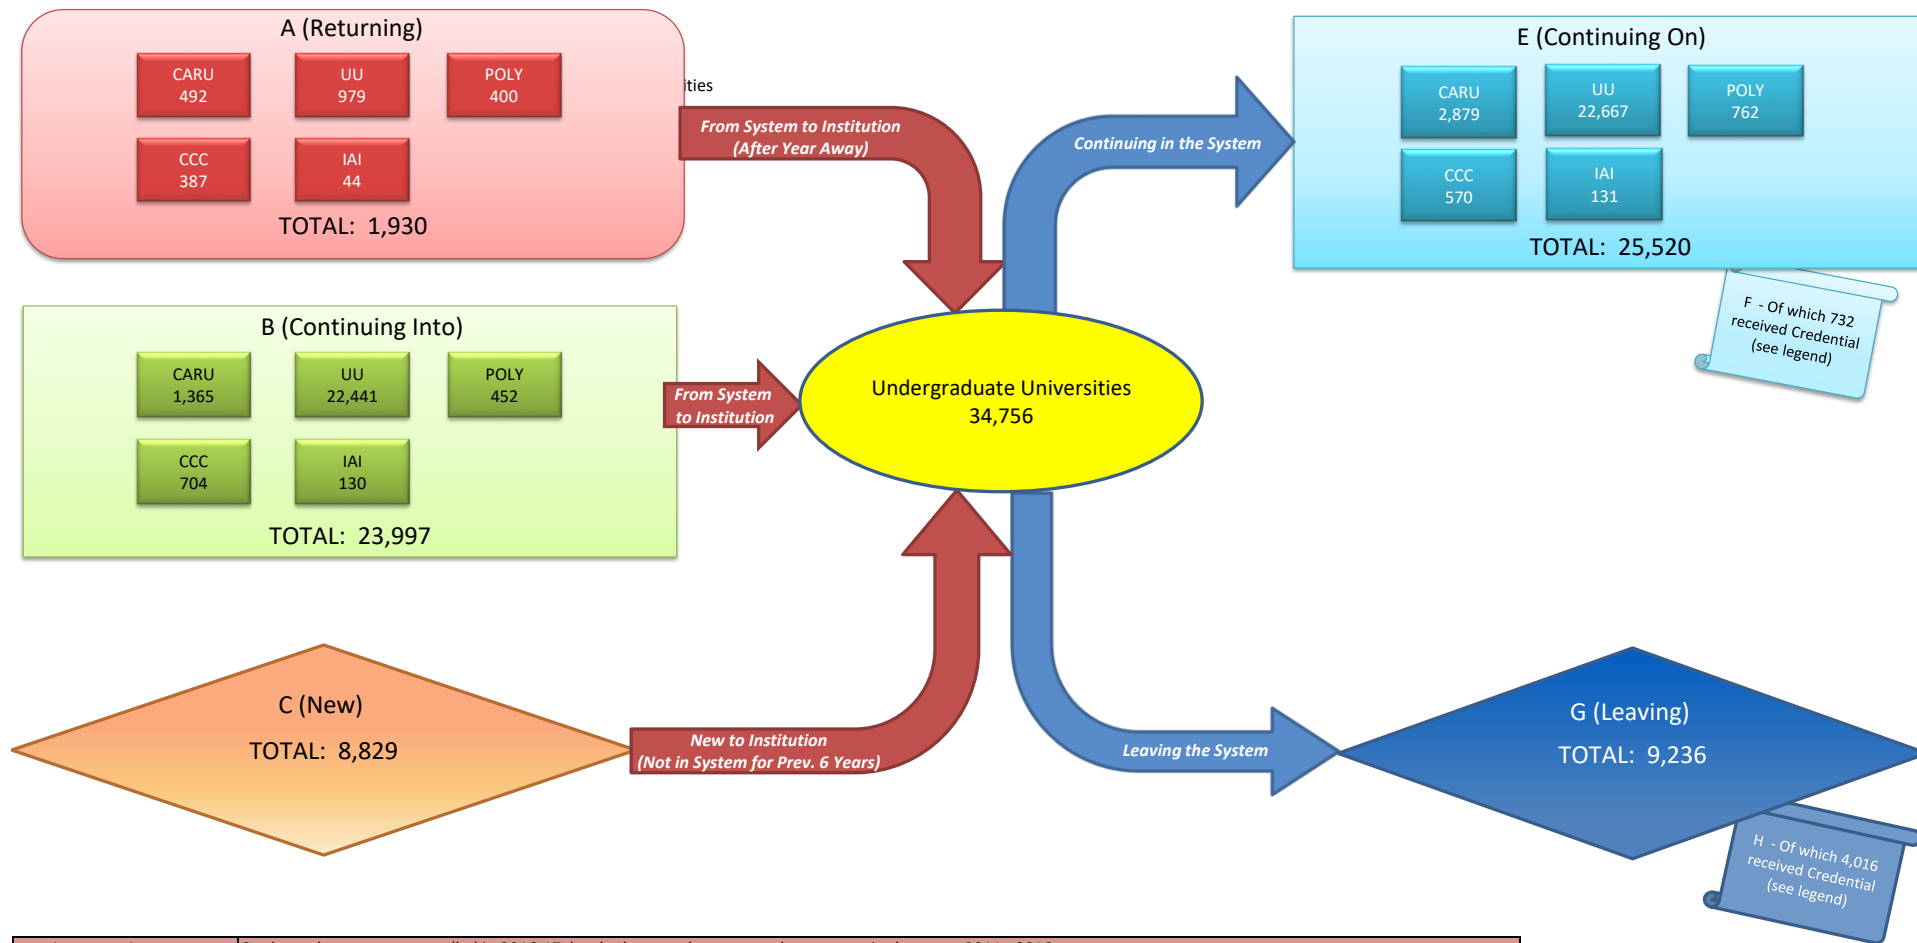 A (Returning)
CARU
492
UU
979
POLY
400
CCC
387
IAI
44
TOTAL: 1,930
ities
From System to Institution
(After Year Away)
Continuing in the System
E (Continuing On)
CARU
2,879
UU
22,667
POLY
762
CCC
570
IAI
131
TOTAL: 25,520
F - Of which 732
received Credential
(see legend)
B (Continuing Into)
CARU
1,365
UU
22,441
POLY
452
CCC
704
IAI
130
TOTAL: 23,997
From System
to Institution
Undergraduate Universities
34,756
C (New)
TOTAL: 8,829
New to Institution
(Not in System for Prev. 6 Years)
Leaving the System
G (Leaving)
TOTAL: 9,236
H - Of which 4,016
received Credential
(see legend)